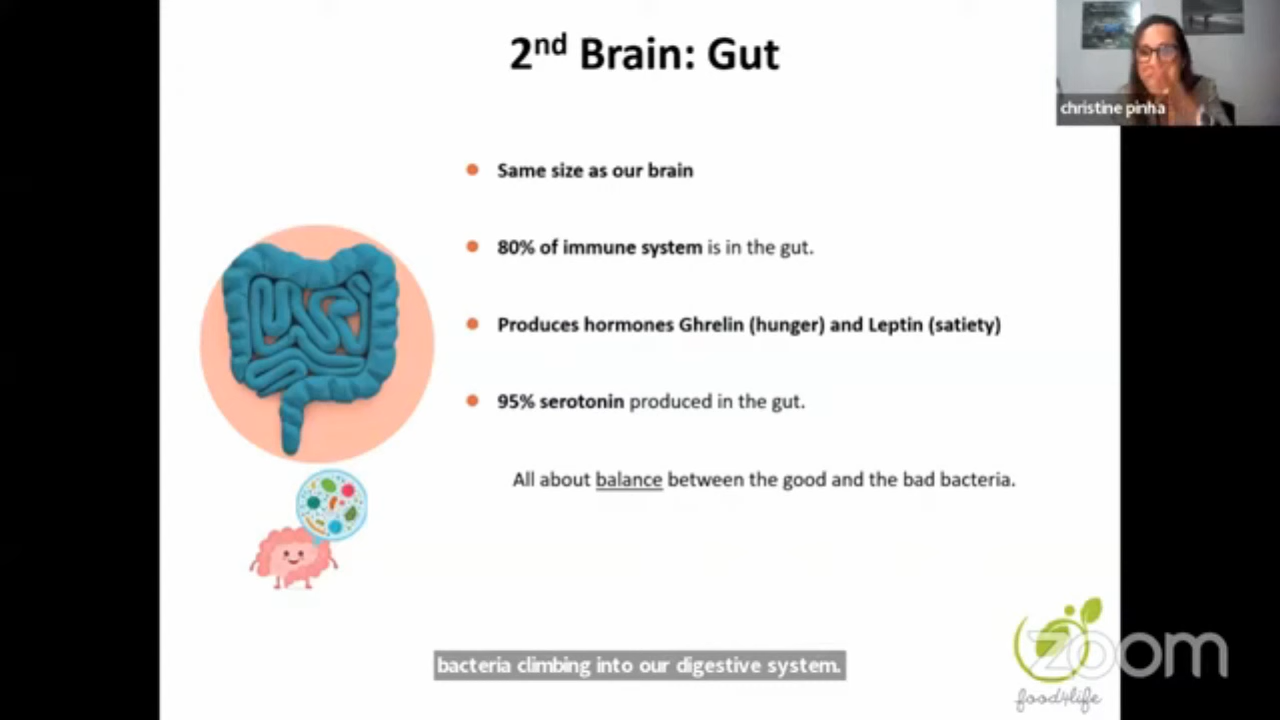 2nd Brain: Gut
christine pinha
Same size as our brain
80% of immune system is in the gut.
Produces hormones Ghrelin (hunger) and Leptin (satiety)
95% serotonin produced in the gut.
All about balance between the good and the bad bacteria.
bacteria climbing into our digestive system.
zoom
food4life